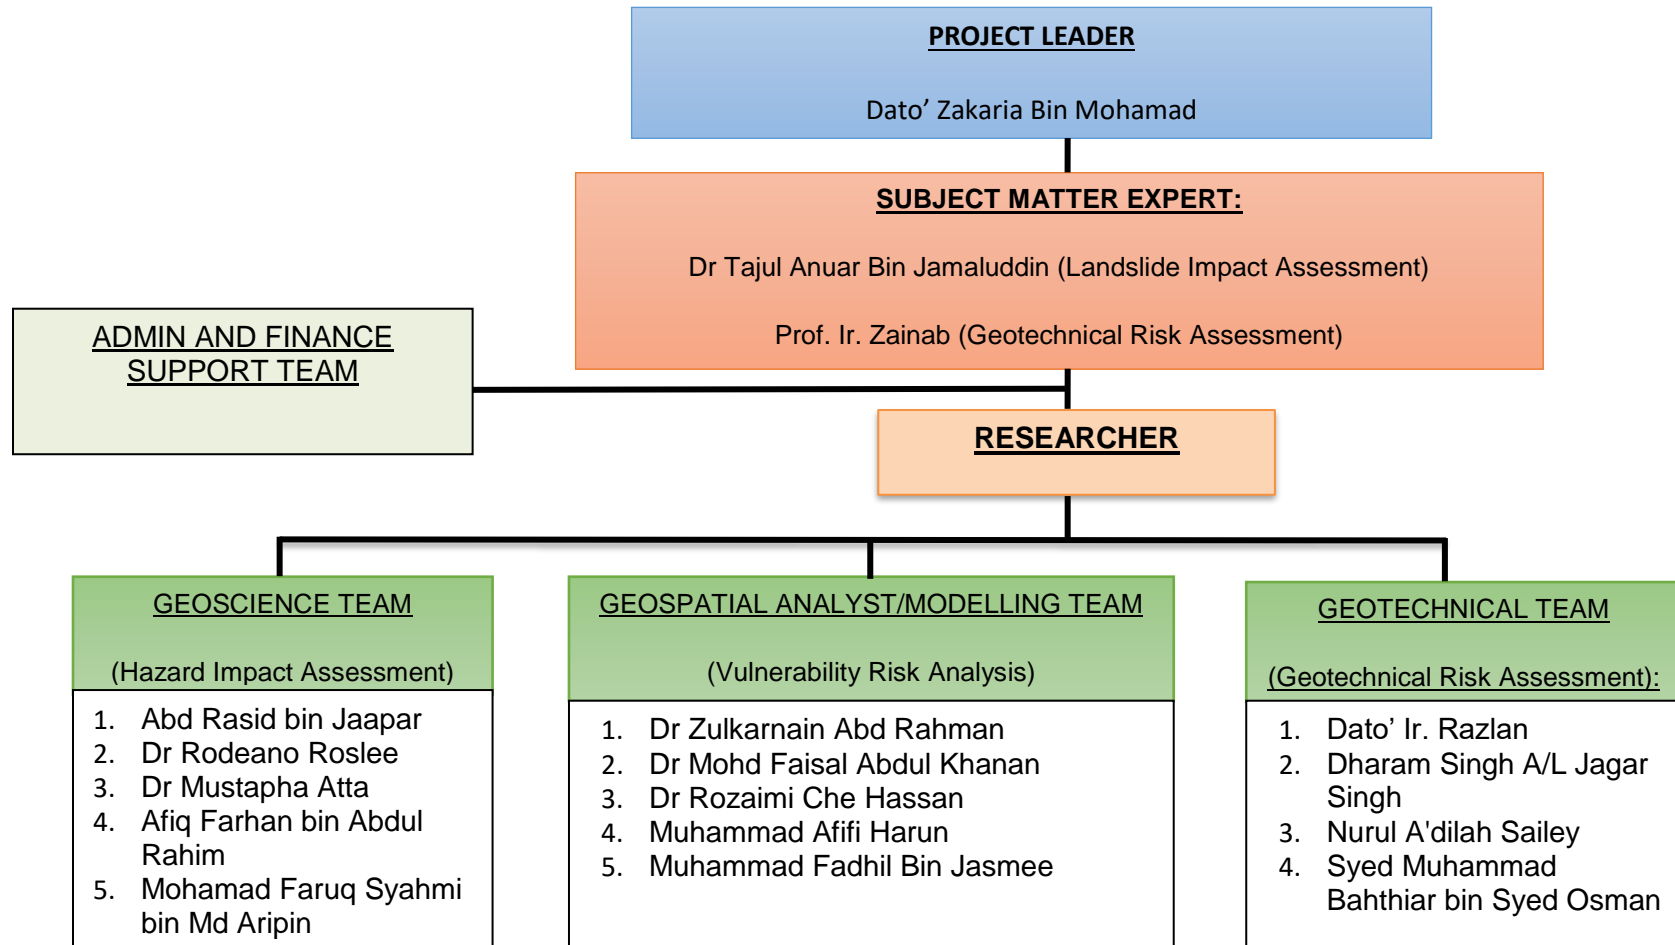 PROJECT LEADER
Dato’ Zakaria Bin Mohamad
SUBJECT MATTER EXPERT:
Dr Tajul Anuar Bin Jamaluddin (Landslide Impact Assessment)
Prof. Ir. Zainab (Geotechnical Risk Assessment)
ADMIN AND FINANCE
SUPPORT TEAM
RESEARCHER
GEOSCIENCE TEAM
(Hazard Impact Assessment)
1. Abd Rasid bin Jaapar
2. Dr Rodeano Roslee
3. Dr Mustapha Atta
4. Afiq Farhan bin Abdul
Rahim
5. Mohamad Faruq Syahmi
bin Md Aripin
GEOSPATIAL ANALYST/MODELLING TEAM
(Vulnerability Risk Analysis)
1. Dr Zulkarnain Abd Rahman
2. Dr Mohd Faisal Abdul Khanan
3. Dr Rozaimi Che Hassan
4. Muhammad Afifi Harun
5. Muhammad Fadhil Bin Jasmee
GEOTECHNICAL TEAM
(Geotechnical Risk Assessment):
1. Dato’ Ir. Razlan
2. Dharam Singh A/L Jagar
Singh
3. Nurul A'dilah Sailey
4. Syed Muhammad
Bahthiar bin Syed Osman